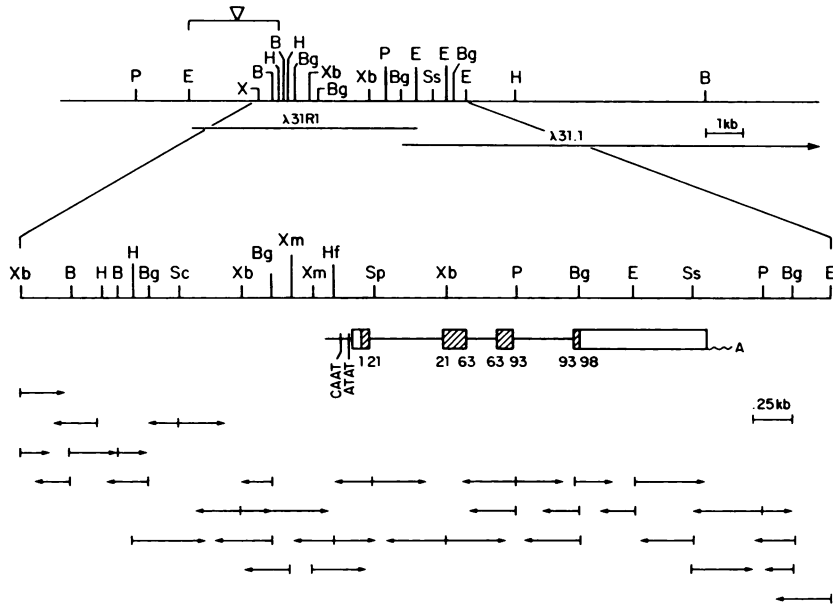 B H
H Bg Xb P E E Bg
P E B Xb Bg Ss E H B
X Bg
λ31R1
1kb
λ31.1
Xm
H Bg Hf
Xb B H B Bg Sc Xb Xm Sp Xb P Bg E Ss P Bg E
CAAT
ATAT
1 21 21 63 63 93 93 98
A
.25kb